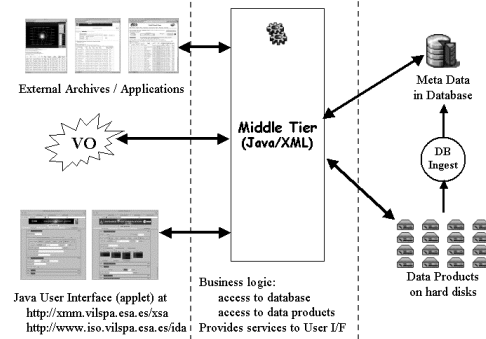 External Archives / Applications
VO
Java User Interface (applet) at
http://xmm.vilspa.esa.es/xsa
http://www.iso.vilspa.esa.es/ida
Middle Tier
(Java/XML)
Business logic:
access to database
access to data products
Provides services to User I/F
Meta Data
in Database
DB
Ingest
Data Products
on hard disks